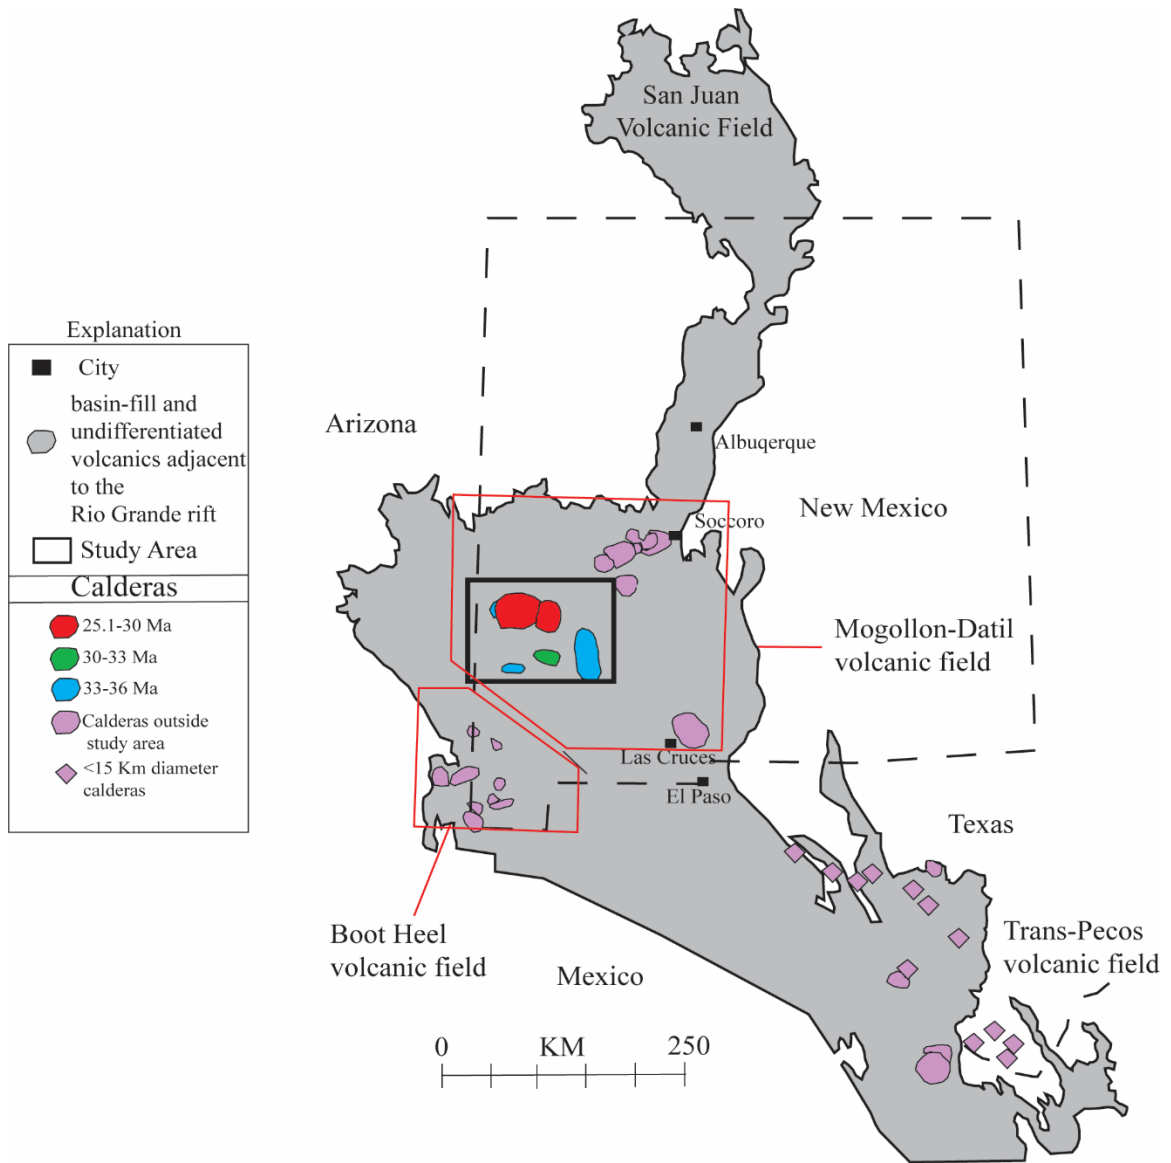 San Juan
Volcanic Field
Explanation
City
basin-fill and
undifferentiated
volcanics adjacent
to the
Rio Grande rift
Study Area
Calderas
25.1-30 Ma
30-33 Ma
33-36 Ma
Calderas outside
study area
<15 Km diameter
calderas
Arizona
Albuqerque
New Mexico
Soccoro
Mogollon-Datil
volcanic field
Las Cruces
El Paso
Texas
Boot Heel
volcanic field
Mexico
Trans-Pecos
volcanic field
0 KM 250